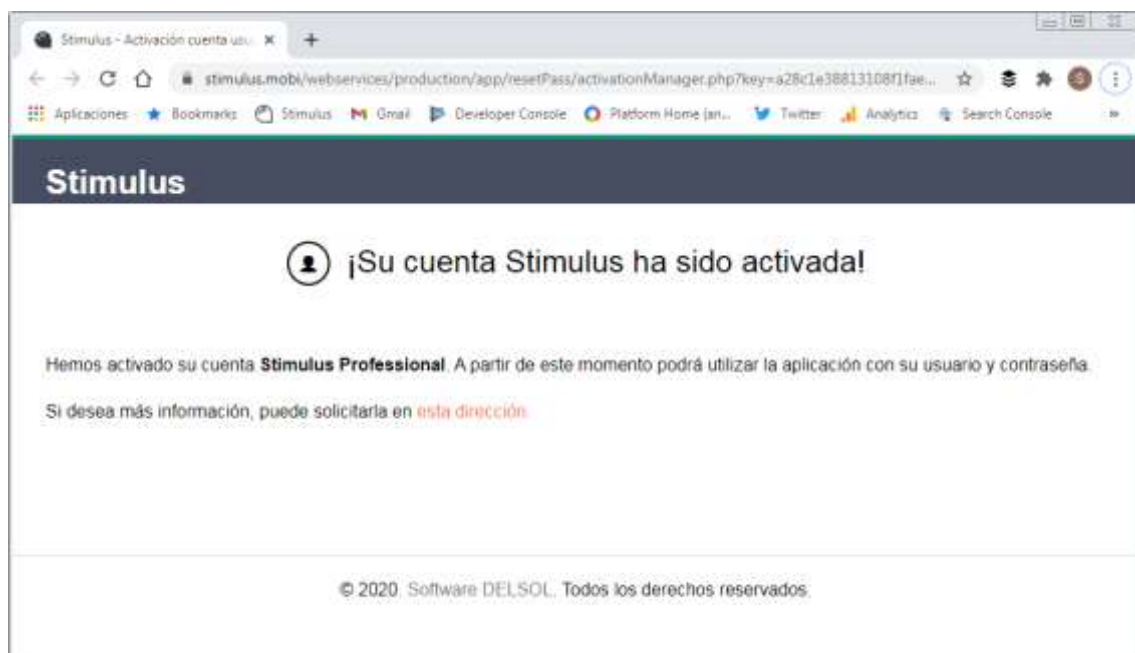 Stimulus - Activación cuenta usu
stimulus.mobi/webservices/production/app/resetPass/activationManager.php?key=a28c1e38813108f1fae...
Aplicaciones Bookmarks Stimulus Gmail Developer Console Platform Home (an... Twitter Analytics Search Console
Stimulus
¡Su cuenta Stimulus ha sido activada!
Hemos activado su cuenta Stimulus Professional. A partir de este momento podrá utilizar la aplicación con su usuario y contraseña.
Si desea más información, puede solicitarla en esta dirección.
© 2020. Software DELSOL. Todos los derechos reservados.